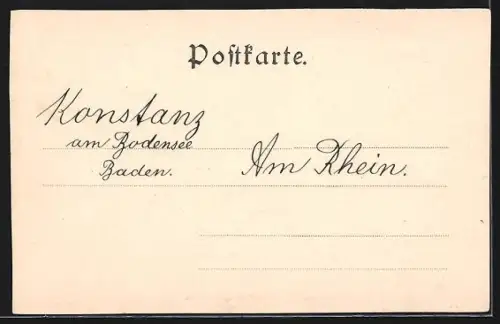 Postkarte.
Konstanz
am Bodensee
Baden.
Am Rhein.